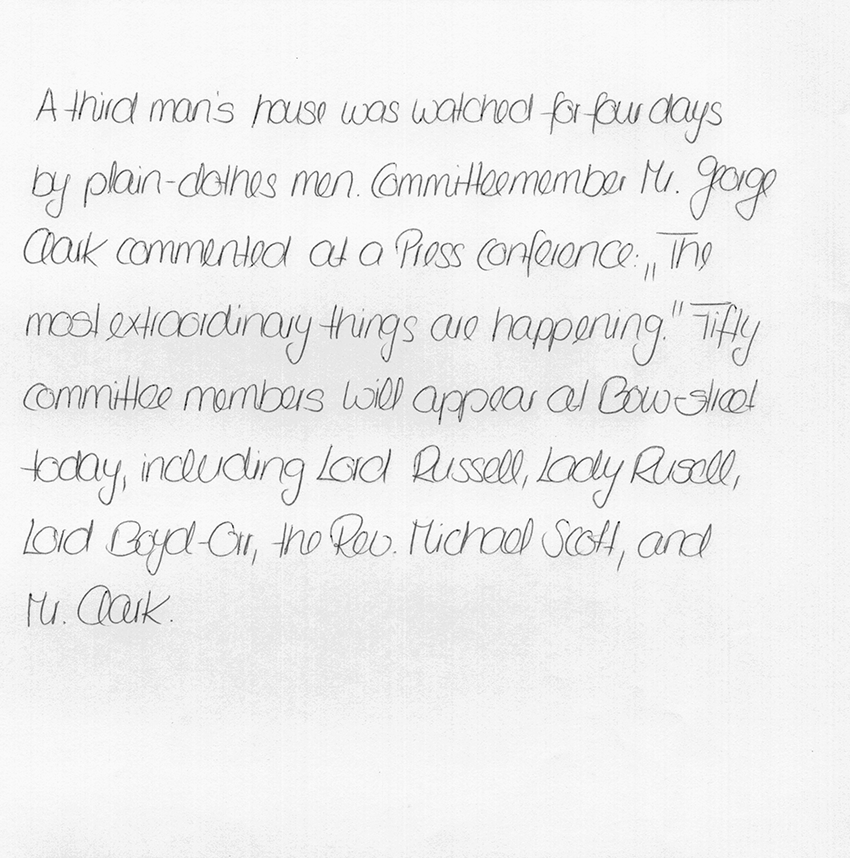 A third man's house was watched for four days
by plain-clothes men. Committeemember Mr. George
Clark commented at a Press conference: „The
most extraordinary things are happening." Fifty
committee members will appear at Bow-street
today, including Lord Russell, Lady Rusell,
Lord Boyd-Orr, the Rev. Michael Scott, and
Mr. Clark.